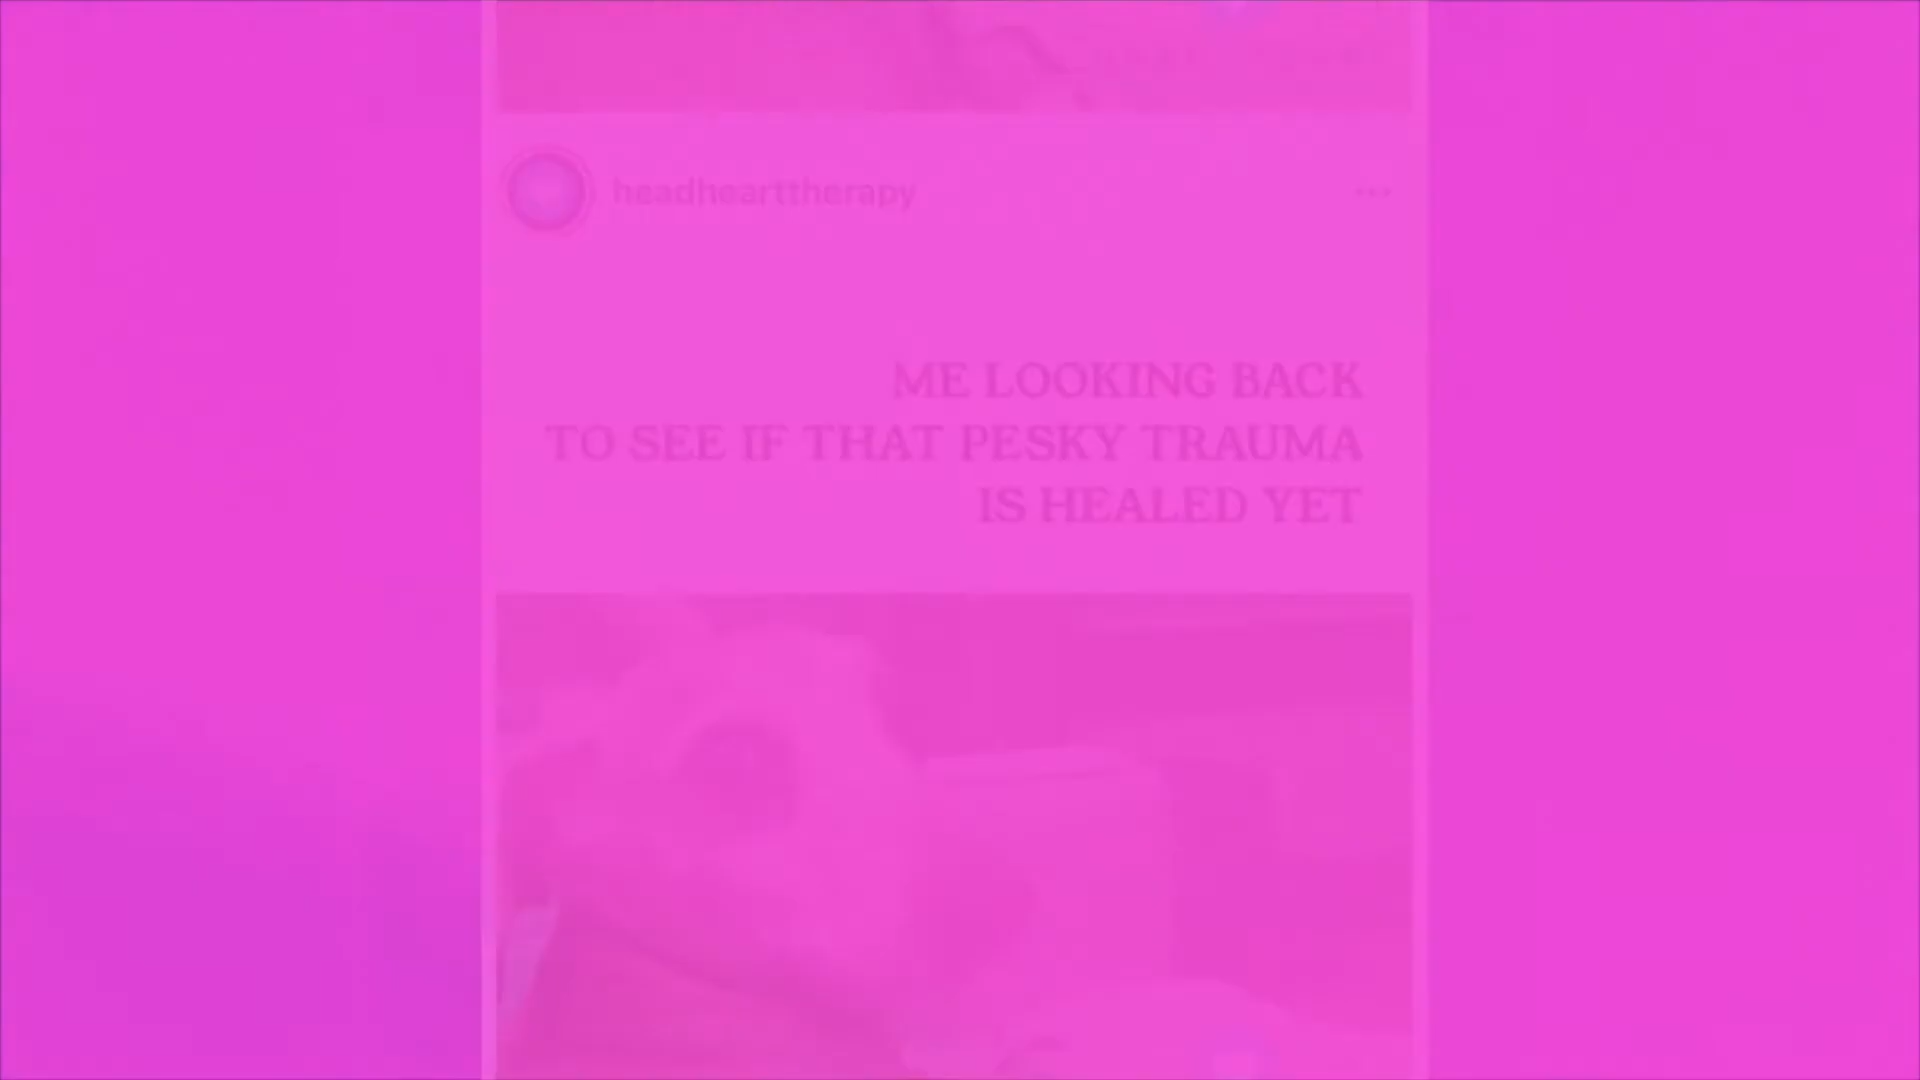 headhearttherapy
ME LOOKING BACK
TO SEE IF THAT PESKY TRAUMA
IS HEALED YET